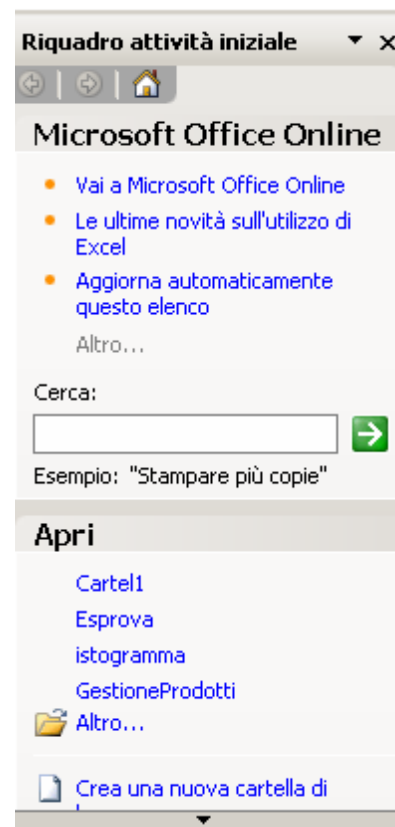 Riquadro attività iniziale
Microsoft Office Online
Vai a Microsoft Office Online
Le ultime novità sull'utilizzo di
Excel
Aggiorna automaticamente
questo elenco
Altro...
Cerca:
Esempio: "Stampare più copie"
Apri
Cartel1
Esprova
istogramma
GestioneProdotti
Altro...
Crea una nuova cartella di